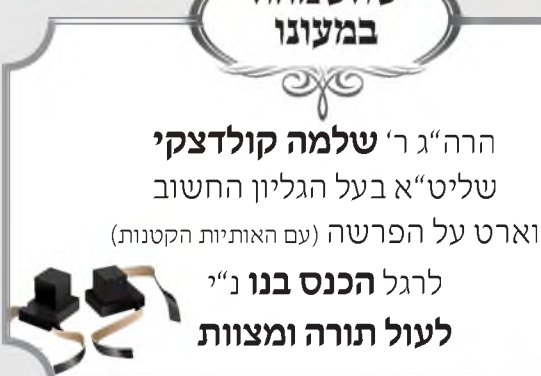 במעונו
הרה"ג ר' שלמה קולדצקי
שליט"א בעל הגליון החשוב
וארט על הפרשה (עם האותיות הקטנות)
לרגל הכנס בנו נ"י
לעול תורה ומצוות